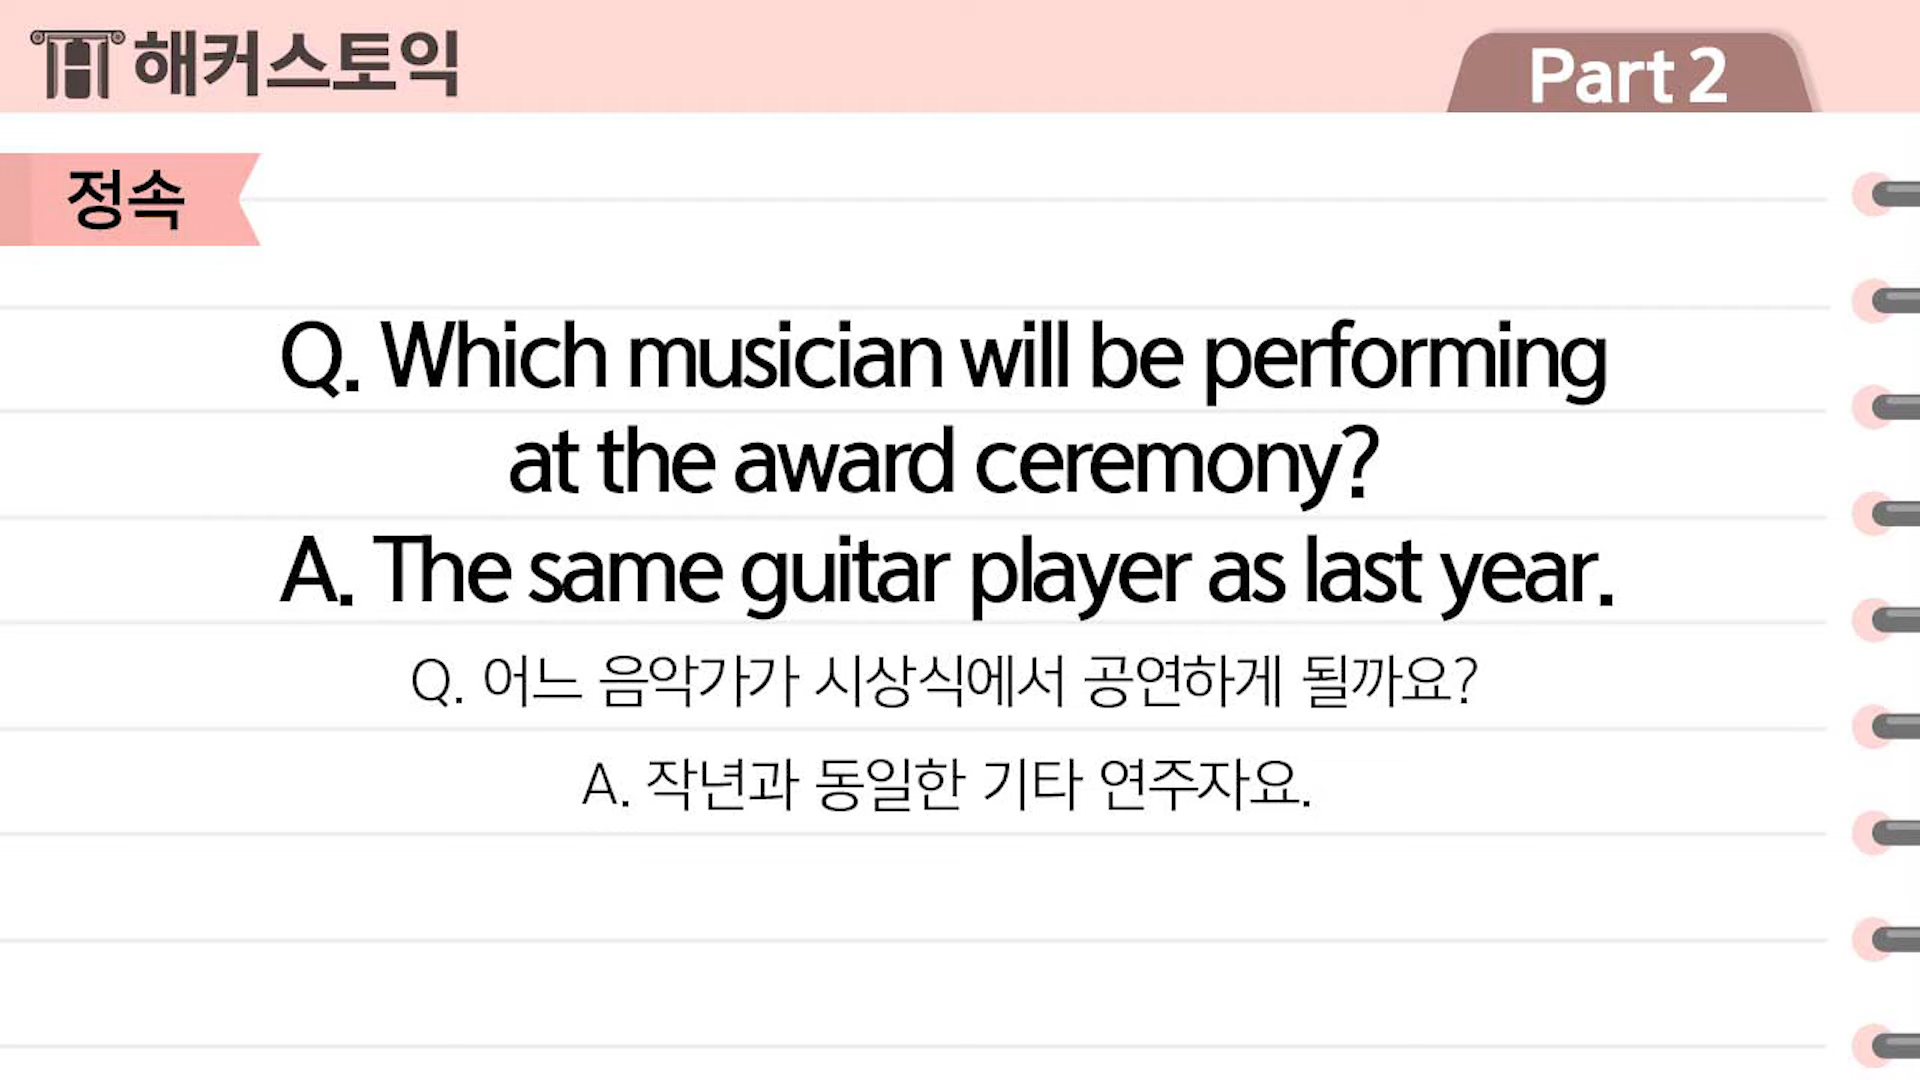 해커스토익
Part 2
정속
Q. Which musician will be performing
at the award ceremony?
A. The same guitar player as last year.
Q. 어느 음악가가 시상식에서 공연하게 될까요?
A. 작년과 동일한 기타 연주자요.